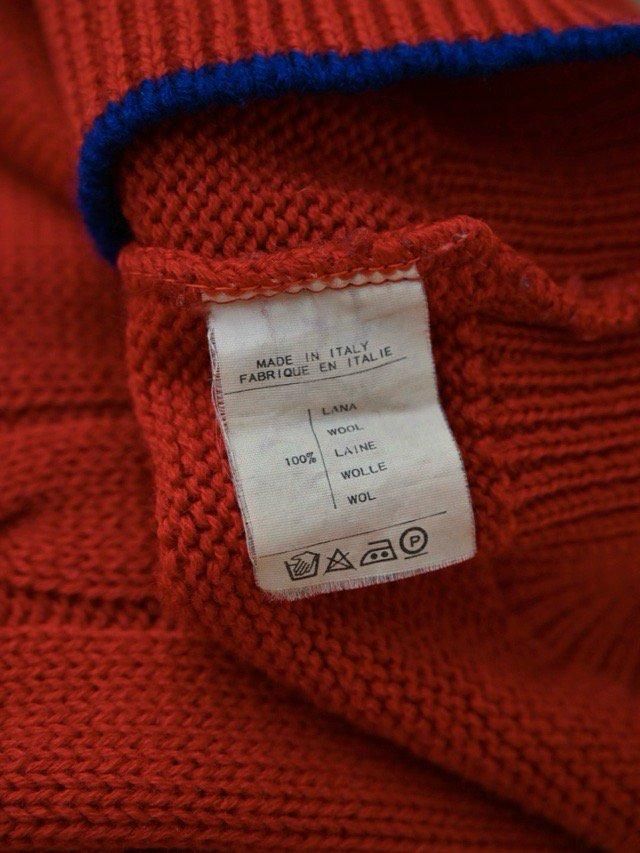 MADE IN ITALY
FABRIQUE EN ITALIE
LANA
WOOL
100% LAINE
WOLLE
WOL
P